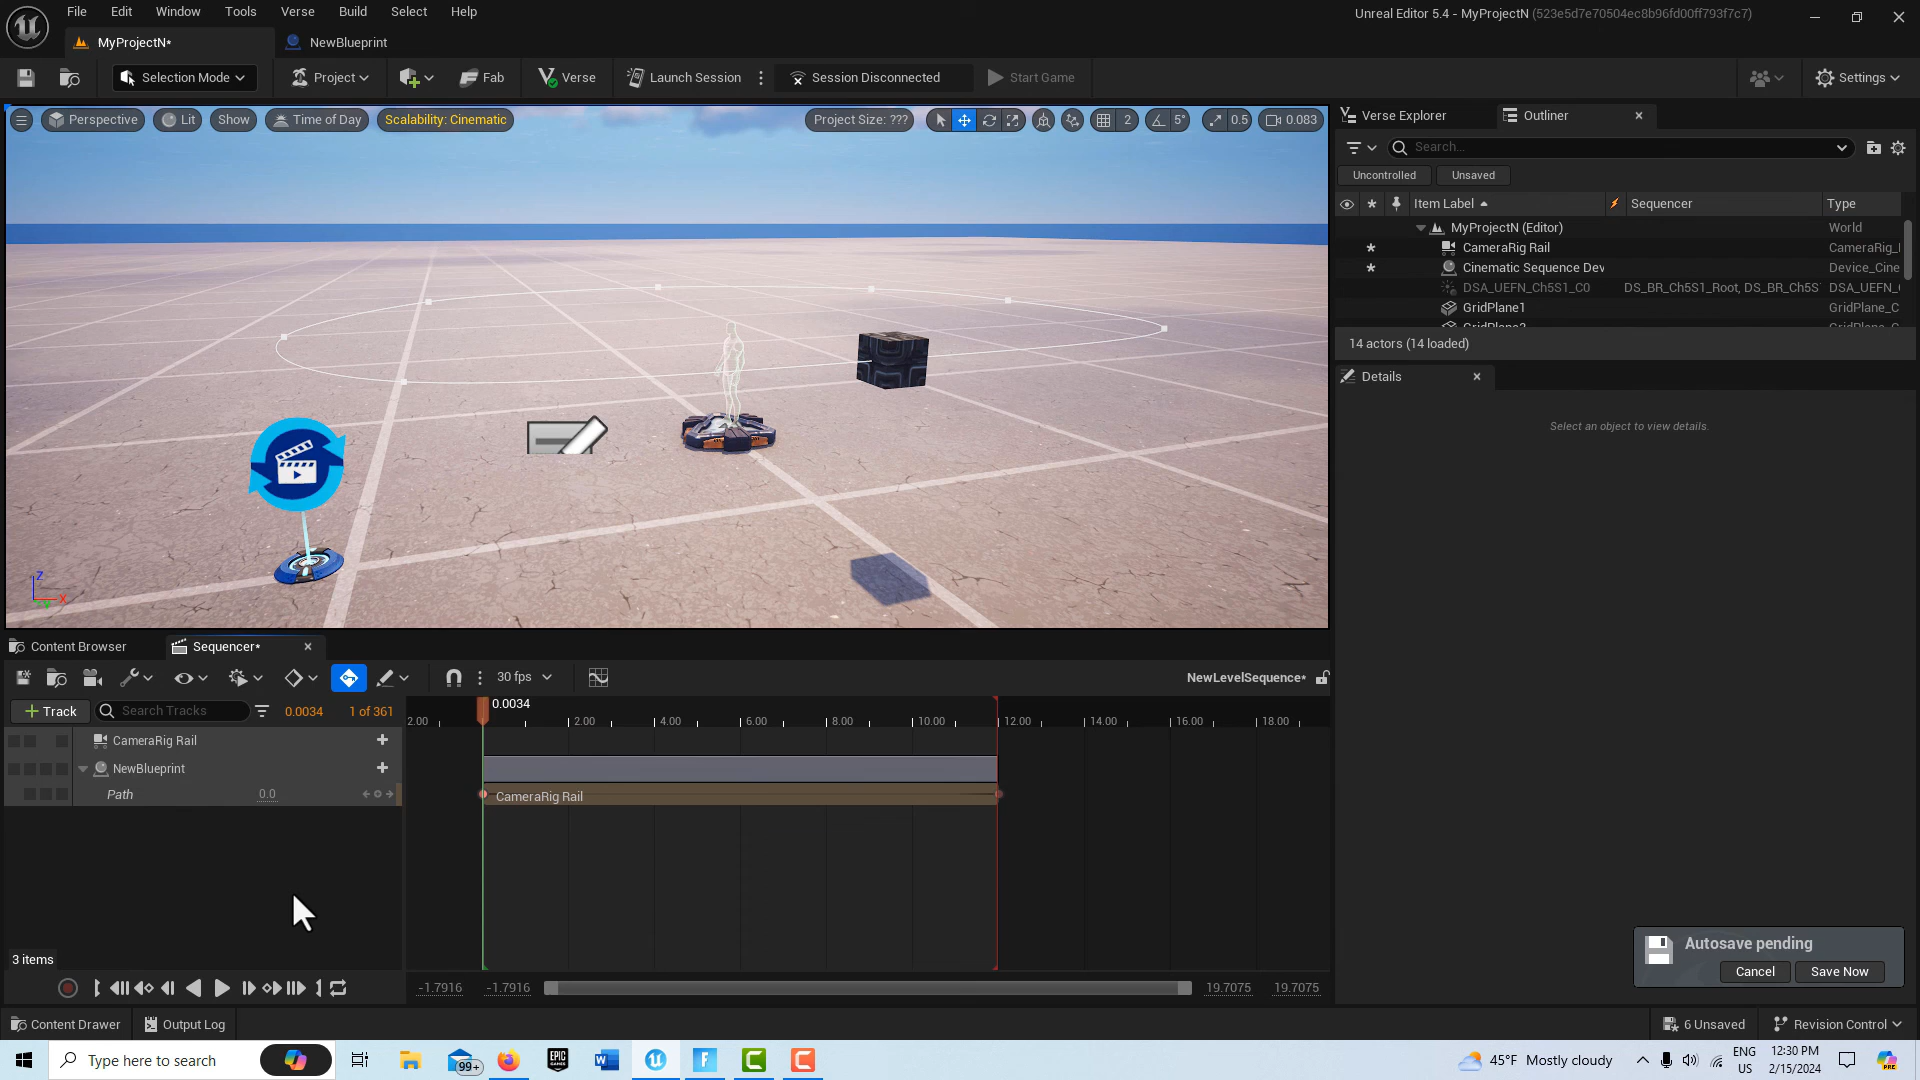 File Edit Window Tools Verse Build Select Help
Unreal Editor 5.4 - MyProjectN (523e5d7e70504ec8b96fd00ff793f7c7)
MyProjectN* NewBlueprint
Selection Mode Project Fab Verse Launch Session Session Disconnected Start Game Settings
Perspective Lit Show Time of Day Scalability: Cinematic Project Size: ??? 2 5° 0.5 0.083
Verse Explorer Outliner
Search...
Uncontrolled Unsaved
Item Label Sequencer Type
MyProjectN (Editor) World
CameraRig Rail CameraRig_
Cinematic Sequence Dev Device_Cine
DSA_UEFN_Ch5S1_C0 DS_BR_Ch5S1_Root, DS_BR_Ch5S DSA_UEFN_
GridPlane1 GridPlane_C
14 actors (14 loaded)
Details
Select an object to view details.
Z
X
Content Browser Sequencer*
30 fps NewLevelSequence*
Track Search Tracks 0.0034 1 of 361
0.0034
2.00 2.00 4.00 6.00 8.00 10.00 12.00 14.00 16.00 18.00
CameraRig Rail
NewBlueprint
Path 0.0 CameraRig Rail
3 items
-1.7916 -1.7916 19.7075 19.7075
Autosave pending
Cancel Save Now
Content Drawer Output Log 6 Unsaved Revision Control
Type here to search 99+ EPIC GAMES 45°F Mostly cloudy ENG US 12:30 PM 2/15/2024 PRE